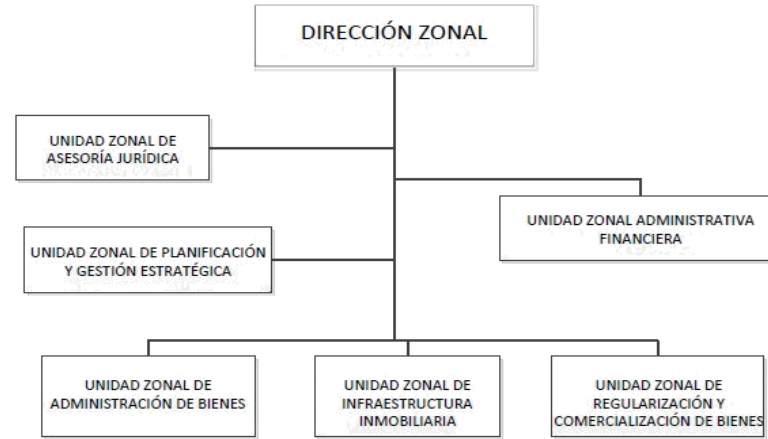 DIRECCIÓN ZONAL
UNIDAD ZONAL DE
ASESORÍA JURÍDICA
UNIDAD ZONAL ADMINISTRATIVA
FINANCIERA
UNIDAD ZONAL DE PLANIFICACIÓN
Y GESTIÓN ESTRATÉGICA
UNIDAD ZONAL DE
ADMINISTRACIÓN DE BIENES
UNIDAD ZONAL DE
INFRAESTRUCTURA
INMOBILIARIA
UNIDAD ZONAL DE
REGULARIZACIÓN Y
COMERCIALIZACIÓN DE BIENES